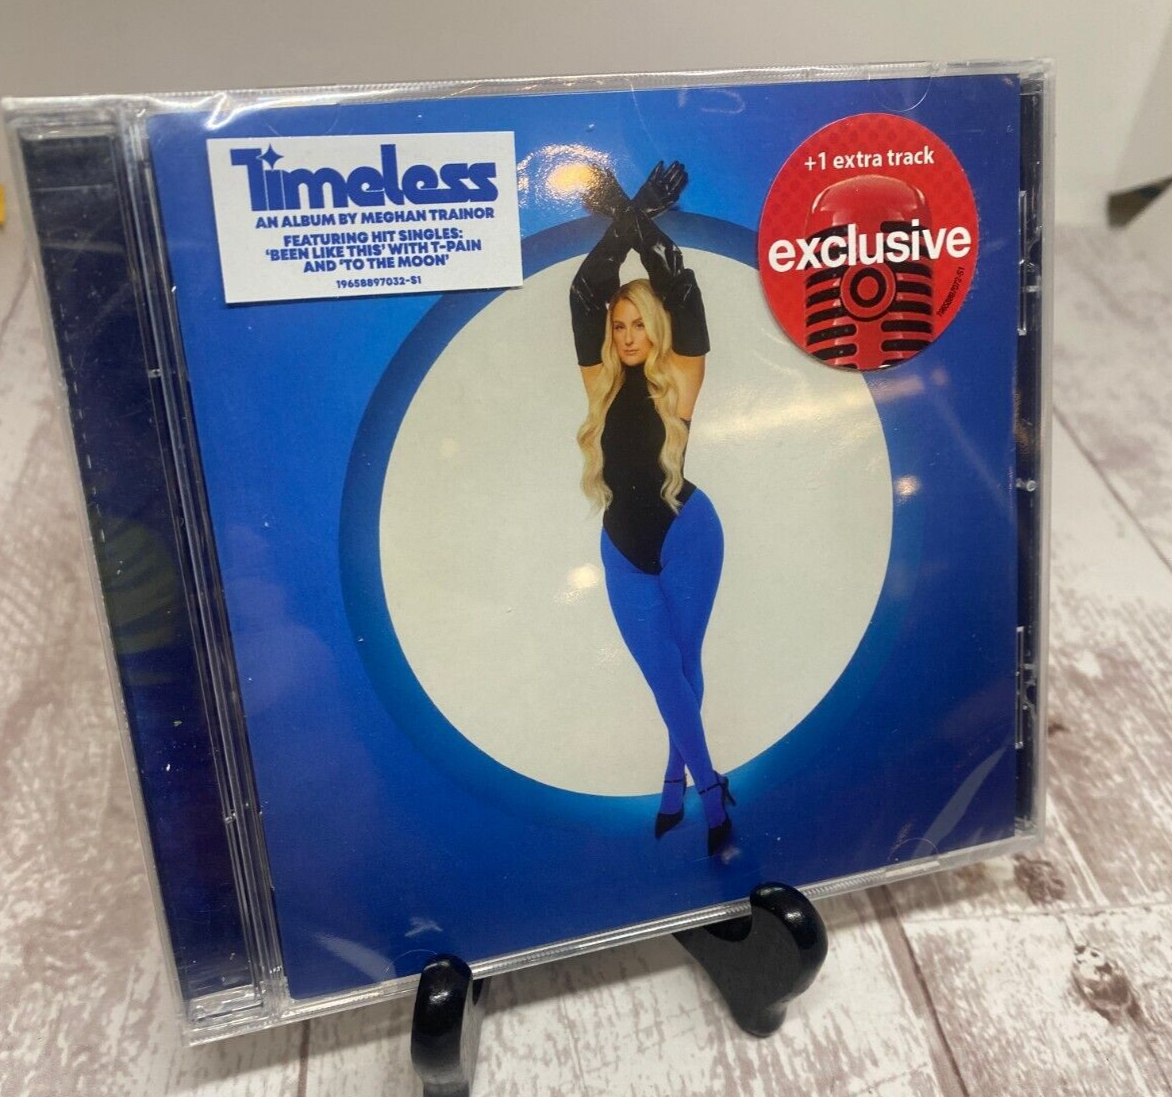 Timeless
AN ALBUM BY MEGHAN TRAINOR
FEATURING HIT SINGLES:
'BEEN LIKE THIS' WITH T-PAIN
AND 'TO THE MOON'
19658897032-S1
+1 extra track
exclusive